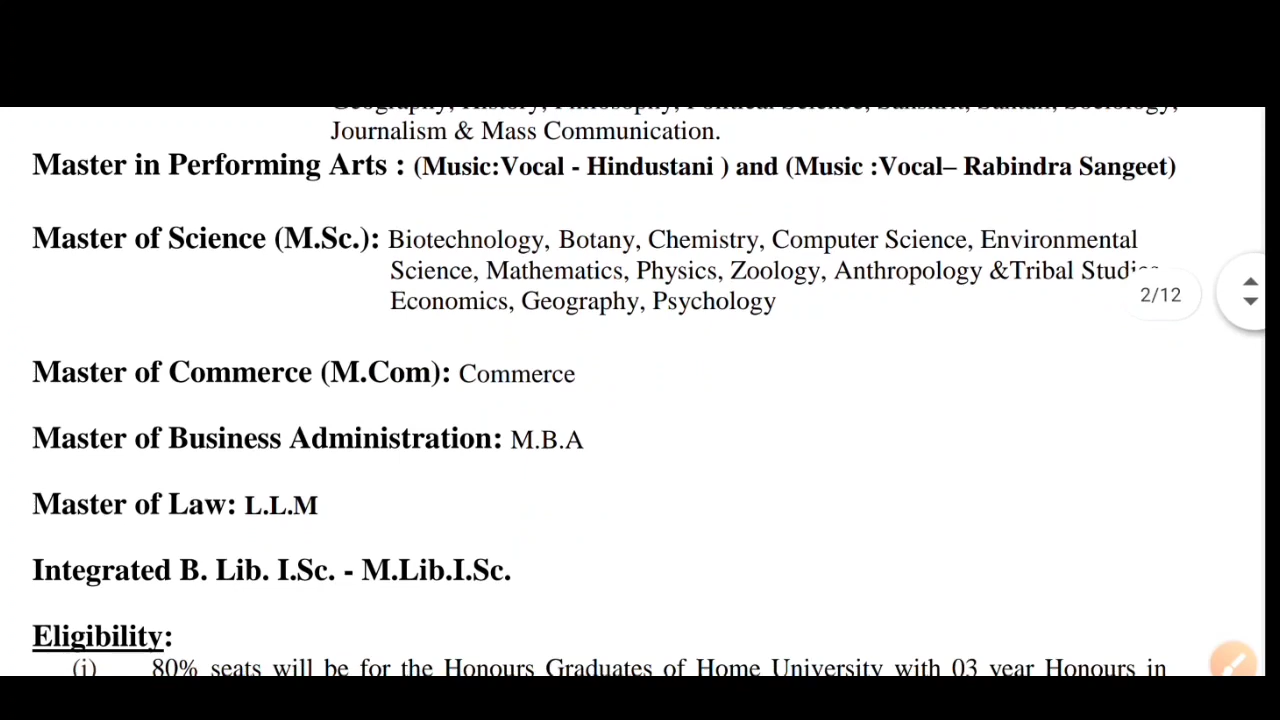 Journalism & Mass Communication.
Master in Performing Arts : (Music:Vocal - Hindustani ) and (Music :Vocal– Rabindra Sangeet)
Master of Science (M.Sc.): Biotechnology, Botany, Chemistry, Computer Science, Environmental
Science, Mathematics, Physics, Zoology, Anthropology &Tribal
Economics, Geography, Psychology
2/12
Master of Commerce (M.Com): Commerce
Master of Business Administration: M.B.A
Master of Law: L.L.M
Integrated B. Lib. I.Sc. - M.Lib.I.Sc.
Eligibility:
(i) 80% seats will be for the Honours Graduates of Home University with 03 year Honours in